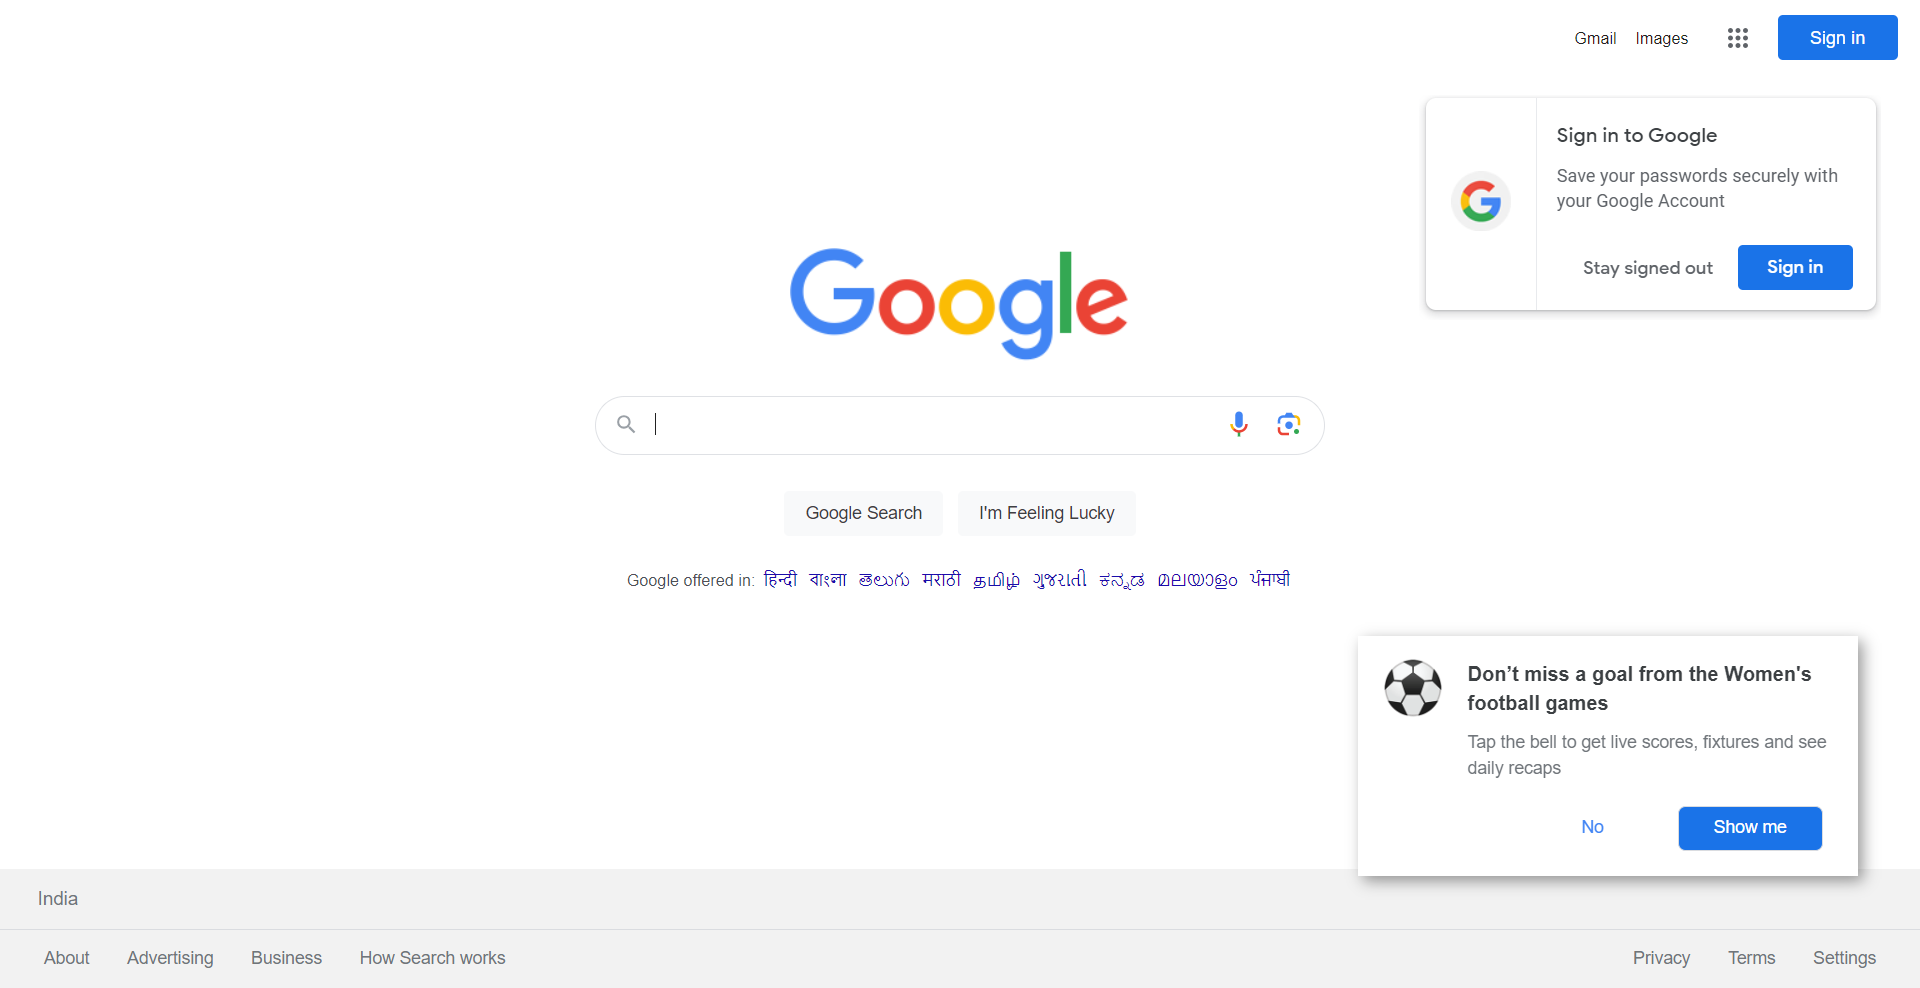 Gmail Images Sign in
Sign in to Google
Save your passwords securely with
your Google Account
Stay signed out Sign in
Google
Google Search I'm Feeling Lucky
Google offered in: हिन्दी বাংলা తెలుగు मराठी தமிழ் ગુજરાતી ಕನ್ನಡ മലയാളം ਪੰਜਾਬੀ
Don’t miss a goal from the Women's
football games
Tap the bell to get live scores, fixtures and see
daily recaps
No Show me
India
About Advertising Business How Search works Privacy Terms Settings